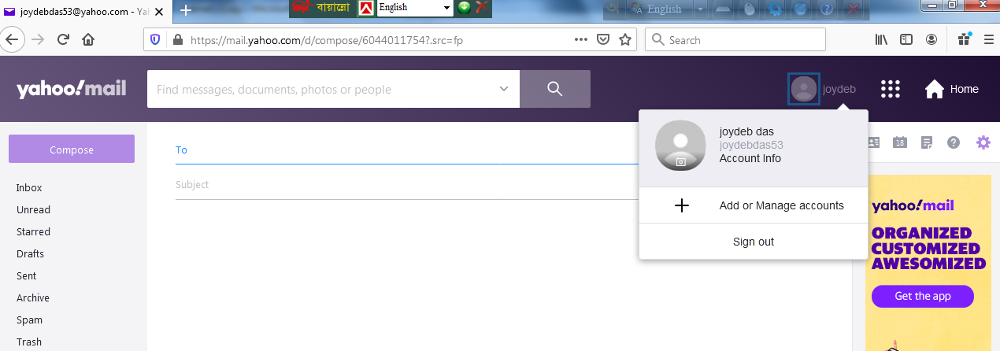 joydebdas53@yahoo.com - Ya
বায়ান্নো
English
English
https://mail.yahoo.com/d/compose/6044011754?.src=fp
Search
yahoo!mail
Find messages, documents, photos or people
joydeb
Home
joydeb das
joydebdas53
Account Info
Add or Manage accounts
Sign out
Compose
Inbox
Unread
Starred
Drafts
Sent
Archive
Spam
Trash
To
Subject
18
yahoo!mail
ORGANIZED
CUSTOMIZED
AWESOMIZED
Get the app